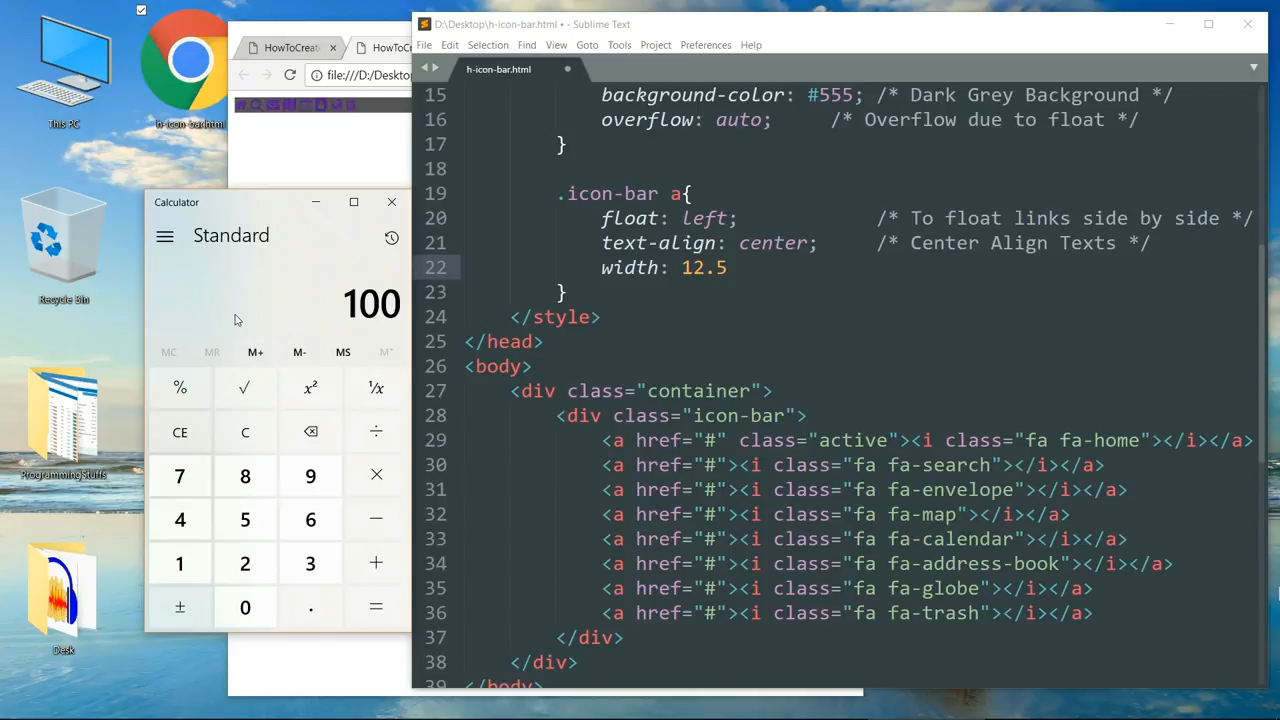 This PC
h-icon-bar.html
Recycle Bin
ProgrammingStuffs
Desk
HowToCreate
HowToCrea
file:///D:/Desktop
Calculator
Standard
100
MC MR M+ M- MS
% √ x² ¹/x
CE C ⌫ ÷
7 8 9 ×
4 5 6 −
1 2 3 +
± 0 . =
D:\Desktop\h-icon-bar.html • - Sublime Text
File Edit Selection Find View Goto Tools Project Preferences Help
h-icon-bar.html
15 background-color: #555; /* Dark Grey Background */
16 overflow: auto; /* Overflow due to float */
17 }
18
19 .icon-bar a{
20 float: left; /* To float links side by side */
21 text-align: center; /* Center Align Texts */
22 width: 12.5
23 }
24 </style>
25 </head>
26 <body>
27 <div class="container">
28 <div class="icon-bar">
29 <a href="#" class="active"><i class="fa fa-home"></i></a>
30 <a href="#"><i class="fa fa-search"></i></a>
31 <a href="#"><i class="fa fa-envelope"></i></a>
32 <a href="#"><i class="fa fa-map"></i></a>
33 <a href="#"><i class="fa fa-calendar"></i></a>
34 <a href="#"><i class="fa fa-address-book"></i></a>
35 <a href="#"><i class="fa fa-globe"></i></a>
36 <a href="#"><i class="fa fa-trash"></i></a>
37 </div>
38 </div>
39 </body>